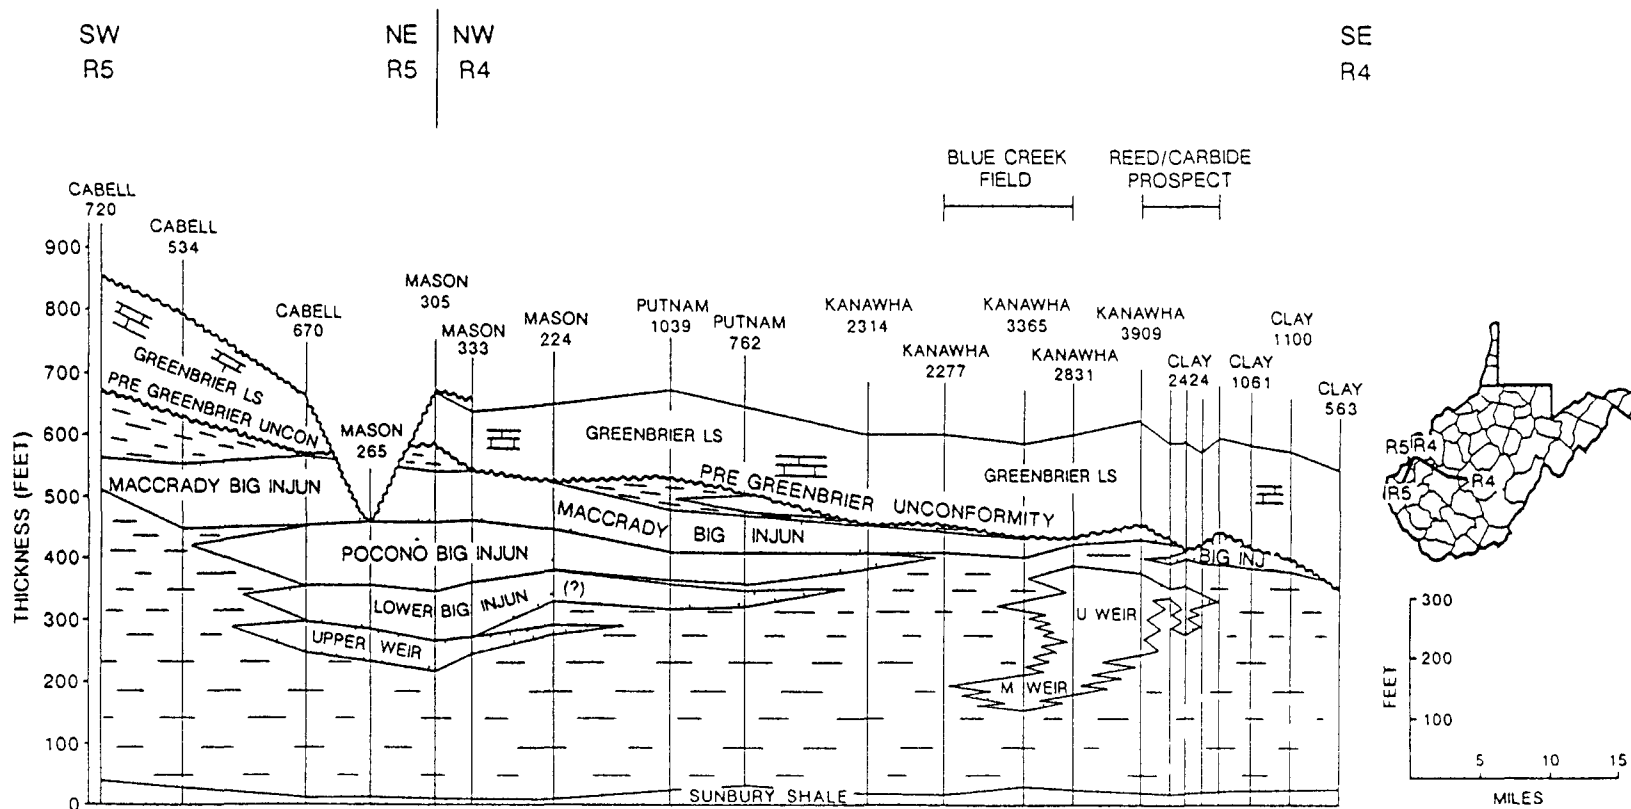 SW
R5
NE
R5
NW
R4
SE
R4
BLUE CREEK
FIELD
REED/CARBIDE
PROSPECT
CABELL
720
CABELL
534
CABELL
670
MASON
265
MASON
305
MASON
333
MASON
224
PUTNAM
1039
PUTNAM
762
KANAWHA
2314
KANAWHA
2277
KANAWHA
3365
KANAWHA
2831
KANAWHA
3909
CLAY
2424
CLAY
1061
CLAY
1100
CLAY
563
THICKNESS (FEET)
900
800
700
600
500
400
300
200
100
0
GREENBRIER LS
PRE GREENBRIER UNCON
MACCRADY BIG INJUN
POCONO BIG INJUN
LOWER BIG INJUN (?)
UPPER WEIR
GREENBRIER LS
PRE GREENBRIER UNCONFORMITY
GREENBRIER LS
MACCRADY BIG INJUN
BIG INJ
U WEIR
M WEIR
SUNBURY SHALE
R5 R4
R5
R4
FEET
300
200
100
5 10 15
MILES